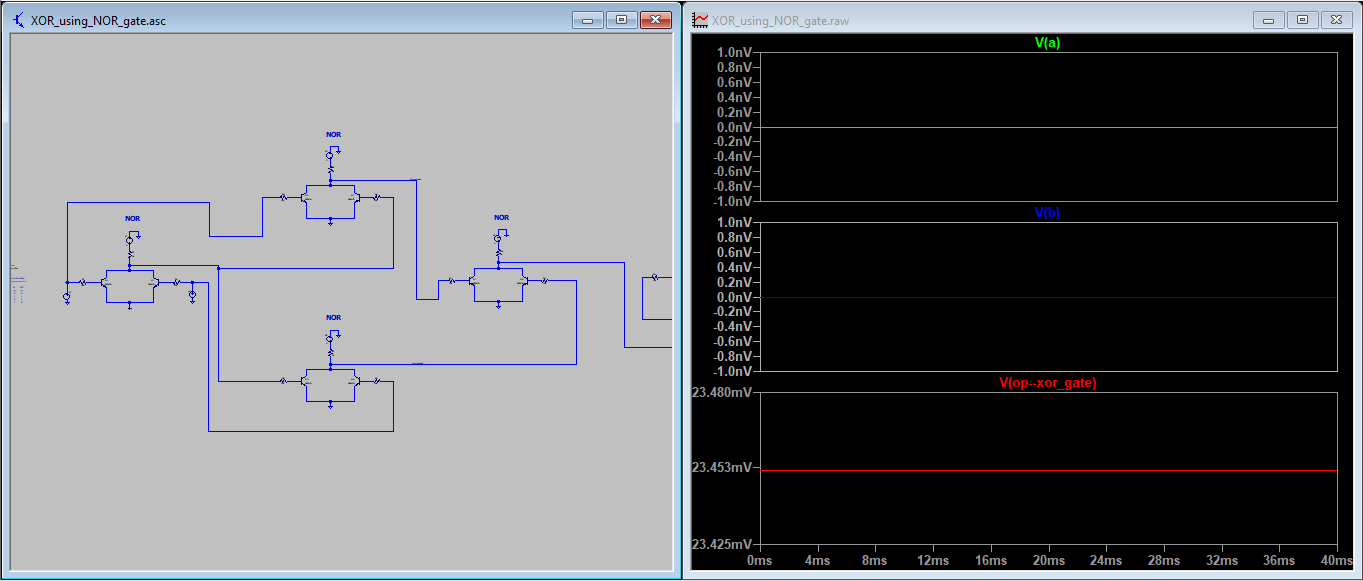 XOR_using_NOR_gate.asc
NOR
NOR
NOR
NOR
XOR_using_NOR_gate.raw
V(a)
1.0nV
0.8nV
0.6nV
0.4nV
0.2nV
0.0nV
-0.2nV
-0.4nV
-0.6nV
-0.8nV
-1.0nV
V(b)
1.0nV
0.8nV
0.6nV
0.4nV
0.2nV
0.0nV
-0.2nV
-0.4nV
-0.6nV
-0.8nV
-1.0nV
V(op--xor_gate)
23.480mV
23.453mV
23.425mV
0ms 4ms 8ms 12ms 16ms 20ms 24ms 28ms 32ms 36ms 40ms